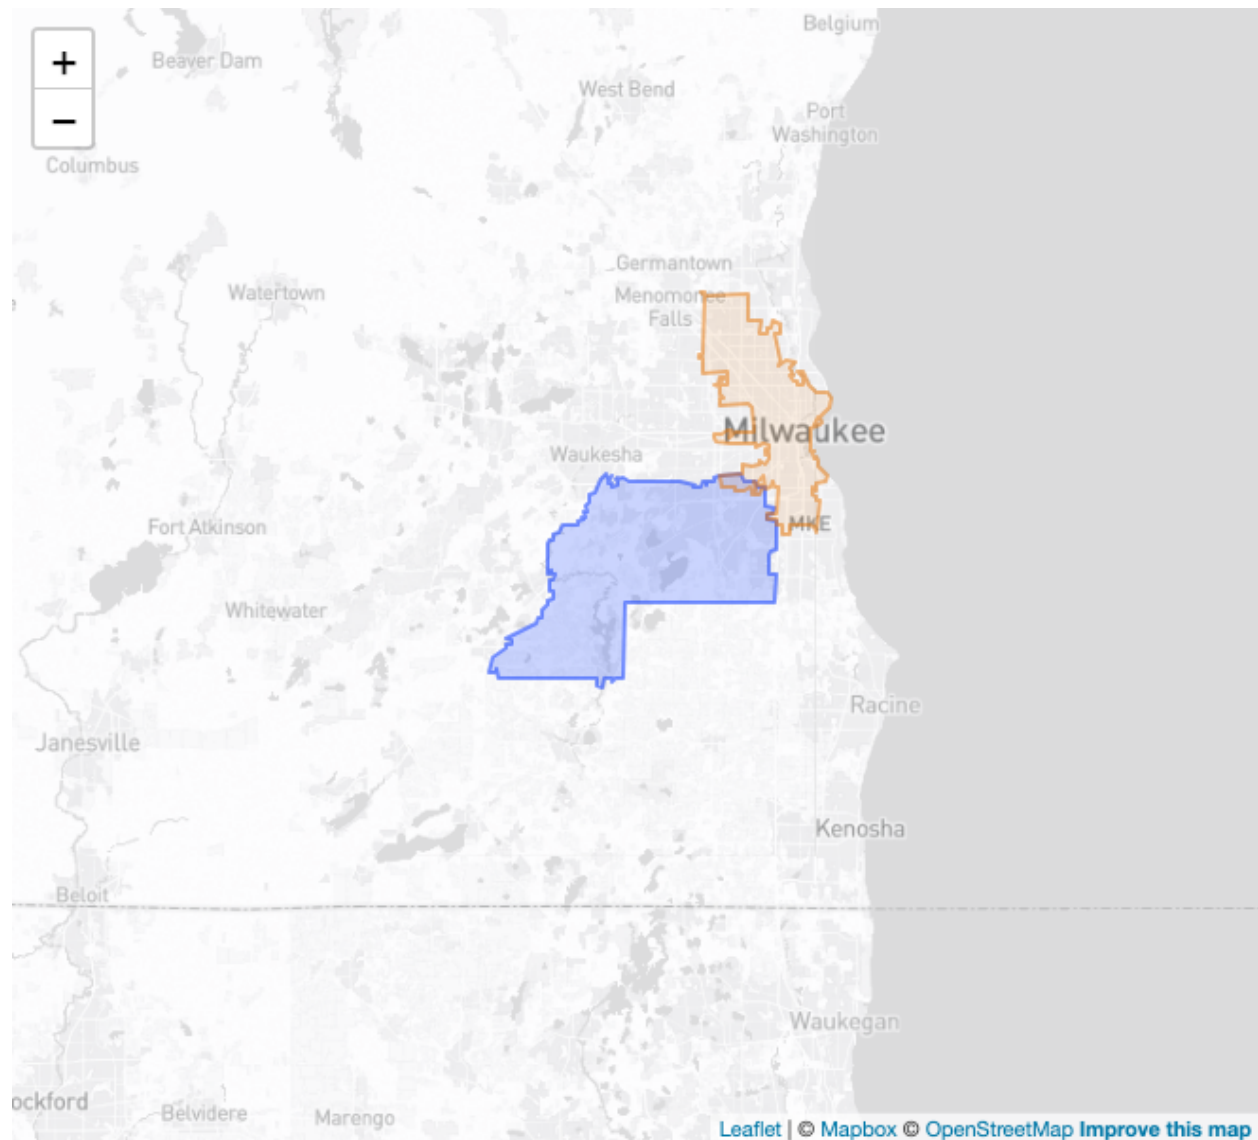 Belgium
+
Beaver Dam
West Bend
−
Port
Washington
Columbus
Germantown
Watertown
Menomonee
Falls
Milwaukee
Waukesha
MKE
Fort Atkinson
Whitewater
Racine
Janesville
Kenosha
Beloit
Waukegan
ockford
Belvidere
Marengo
Leaflet | © Mapbox © OpenStreetMap Improve this map